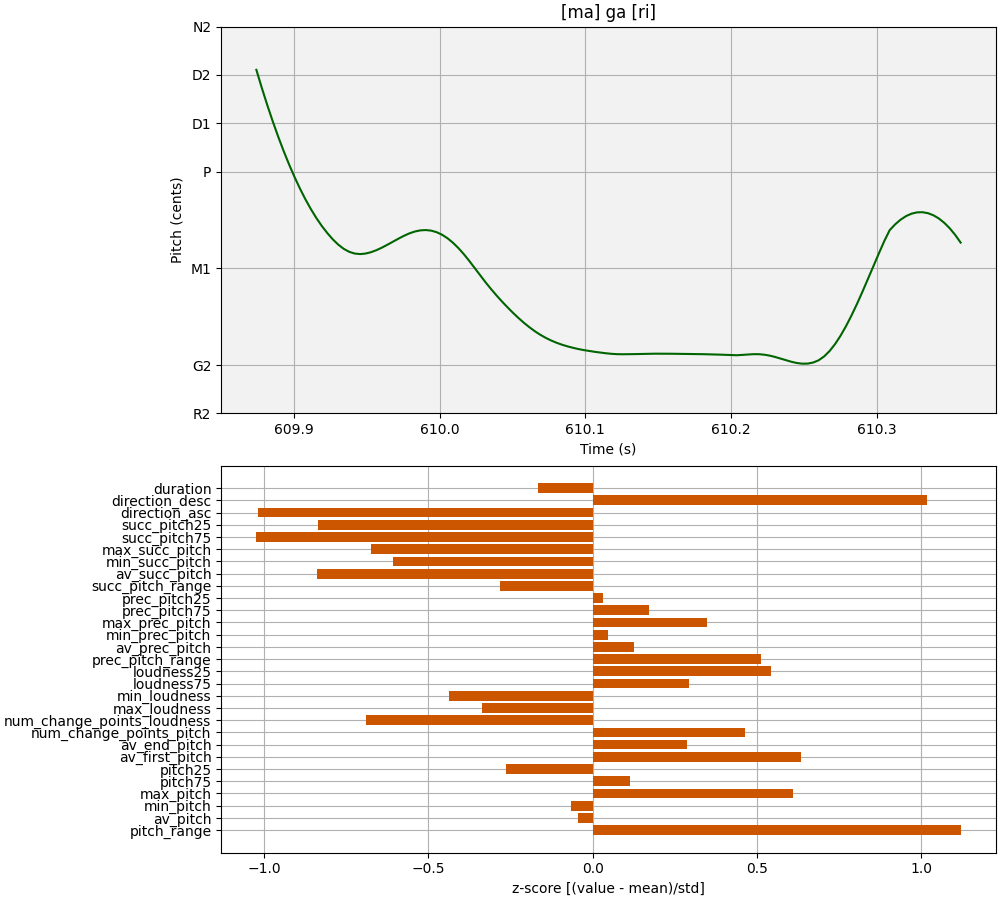 [ma] ga [ri]
N2
D2
D1
P
M1
G2
R2
Pitch (cents)
609.9 610.0 610.1 610.2 610.3
Time (s)
duration
direction_desc
direction_asc
succ_pitch25
succ_pitch75
max_succ_pitch
min_succ_pitch
av_succ_pitch
succ_pitch_range
prec_pitch25
prec_pitch75
max_prec_pitch
min_prec_pitch
av_prec_pitch
prec_pitch_range
loudness25
loudness75
min_loudness
max_loudness
num_change_points_loudness
num_change_points_pitch
av_end_pitch
av_first_pitch
pitch25
pitch75
max_pitch
min_pitch
av_pitch
pitch_range
−1.0 −0.5 0.0 0.5 1.0
z-score [(value - mean)/std]